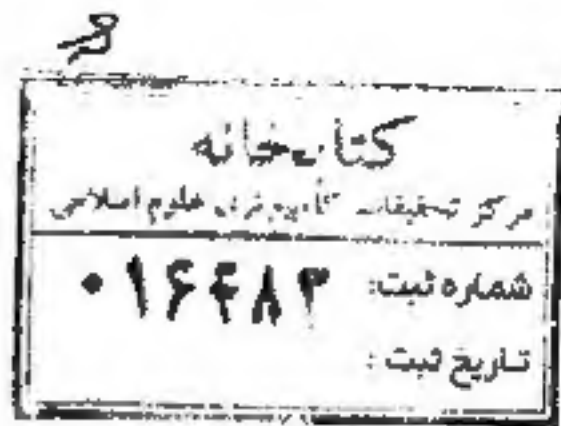 کتابخانه
مرکز تحقیقات کامپیوتری علوم اسلامی
شماره ثبت: ۰۱۶۴۸۳
تاریخ ثبت: